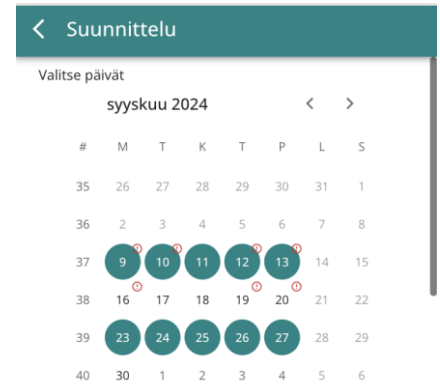 Suunnittelu
Valitse päivät
syyskuu 2024
# M T K T P L S
35 26 27 28 29 30 31 1
36 2 3 4 5 6 7 8
37 9 10 11 12 13 14 15
38 16 17 18 19 20 21 22
39 23 24 25 26 27 28 29
40 30 1 2 3 4 5 6